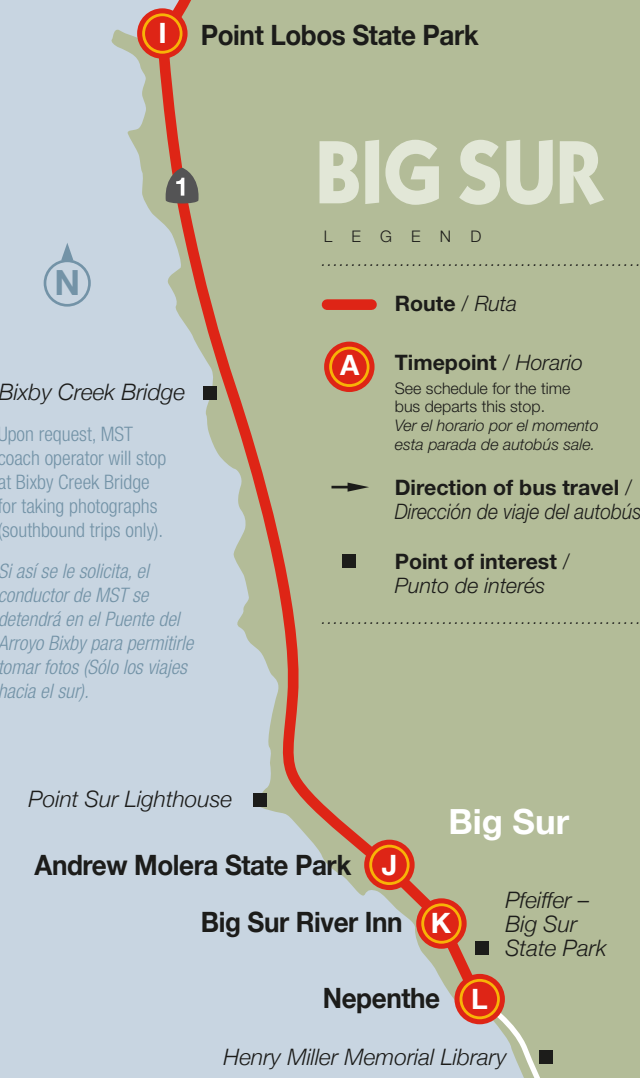 I
Point Lobos State Park
1
BIG SUR
LEGEND
N
Route / Ruta
A
Timepoint / Horario
See schedule for the time
bus departs this stop.
Ver el horario por el momento
esta parada de autobús sale.
Direction of bus travel /
Dirección de viaje del autobús
Point of interest /
Punto de interés
Bixby Creek Bridge
Upon request, MST
coach operator will stop
at Bixby Creek Bridge
for taking photographs
(southbound trips only).
Si así se le solicita, el
conductor de MST se
detendrá en el Puente del
Arroyo Bixby para permitirle
tomar fotos (Sólo los viajes
hacia el sur).
Point Sur Lighthouse
Big Sur
Andrew Molera State Park
J
Big Sur River Inn
K
Pfeiffer –
Big Sur
State Park
Nepenthe
L
Henry Miller Memorial Library